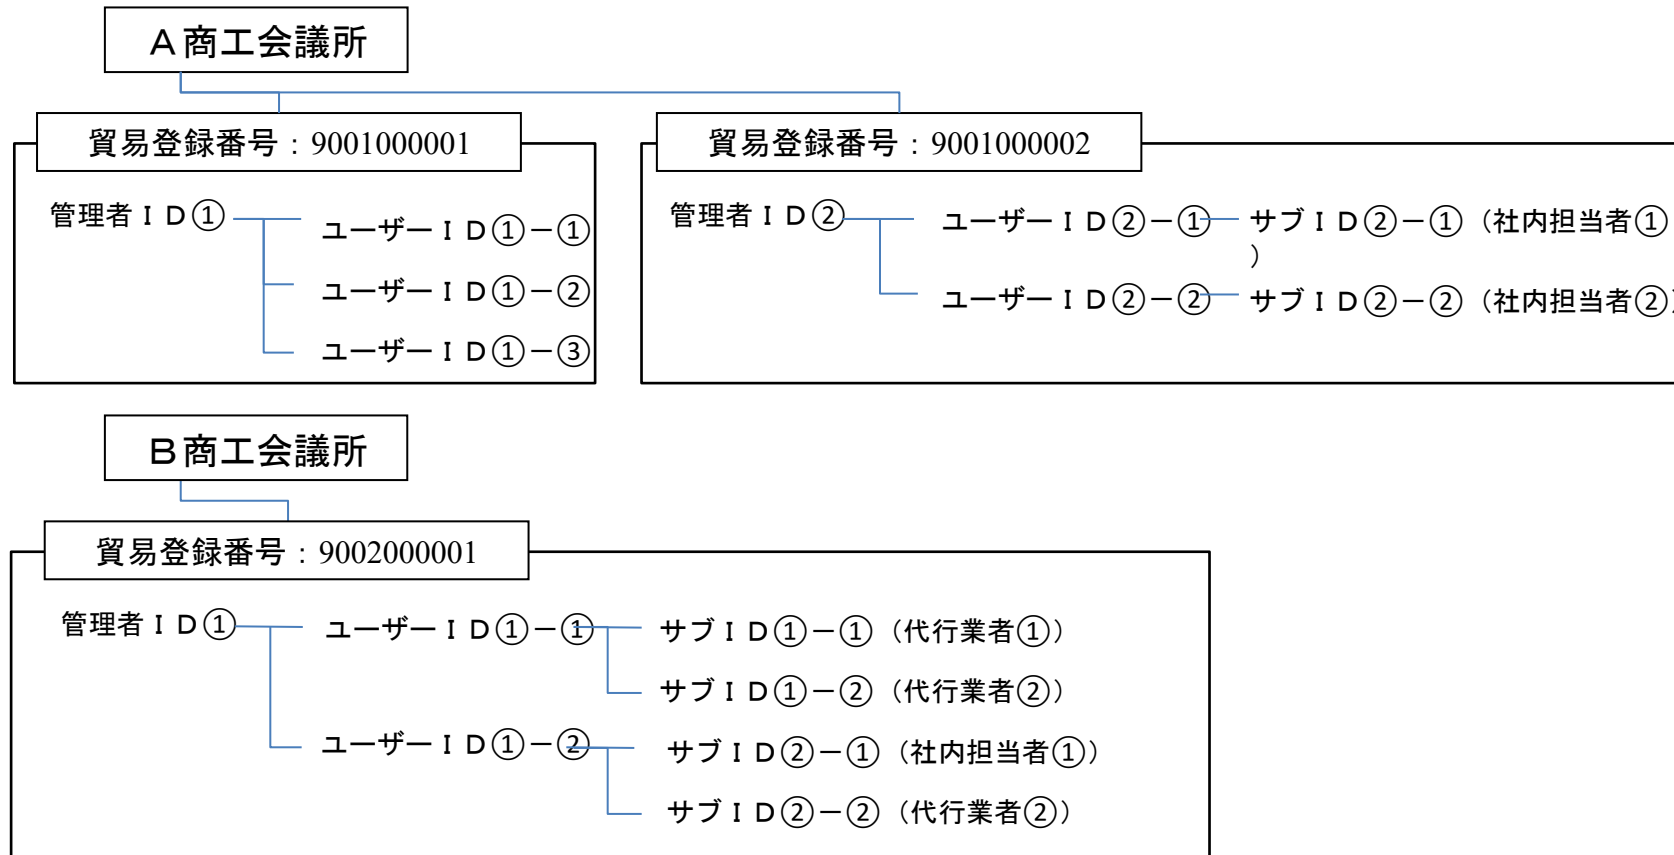 Ａ商工会議所
貿易登録番号：9001000001
管理者ＩＤ①
ユーザーＩＤ①－①
ユーザーＩＤ①－②
ユーザーＩＤ①－③
貿易登録番号：9001000002
管理者ＩＤ②
ユーザーＩＤ②－① サブＩＤ②－①（社内担当者①
）
ユーザーＩＤ②－② サブＩＤ②－②（社内担当者②）
Ｂ商工会議所
貿易登録番号：9002000001
管理者ＩＤ①
ユーザーＩＤ①－① サブＩＤ①－①（代行業者①）
サブＩＤ①－②（代行業者②）
ユーザーＩＤ①－② サブＩＤ②－①（社内担当者①）
サブＩＤ②－②（代行業者②）